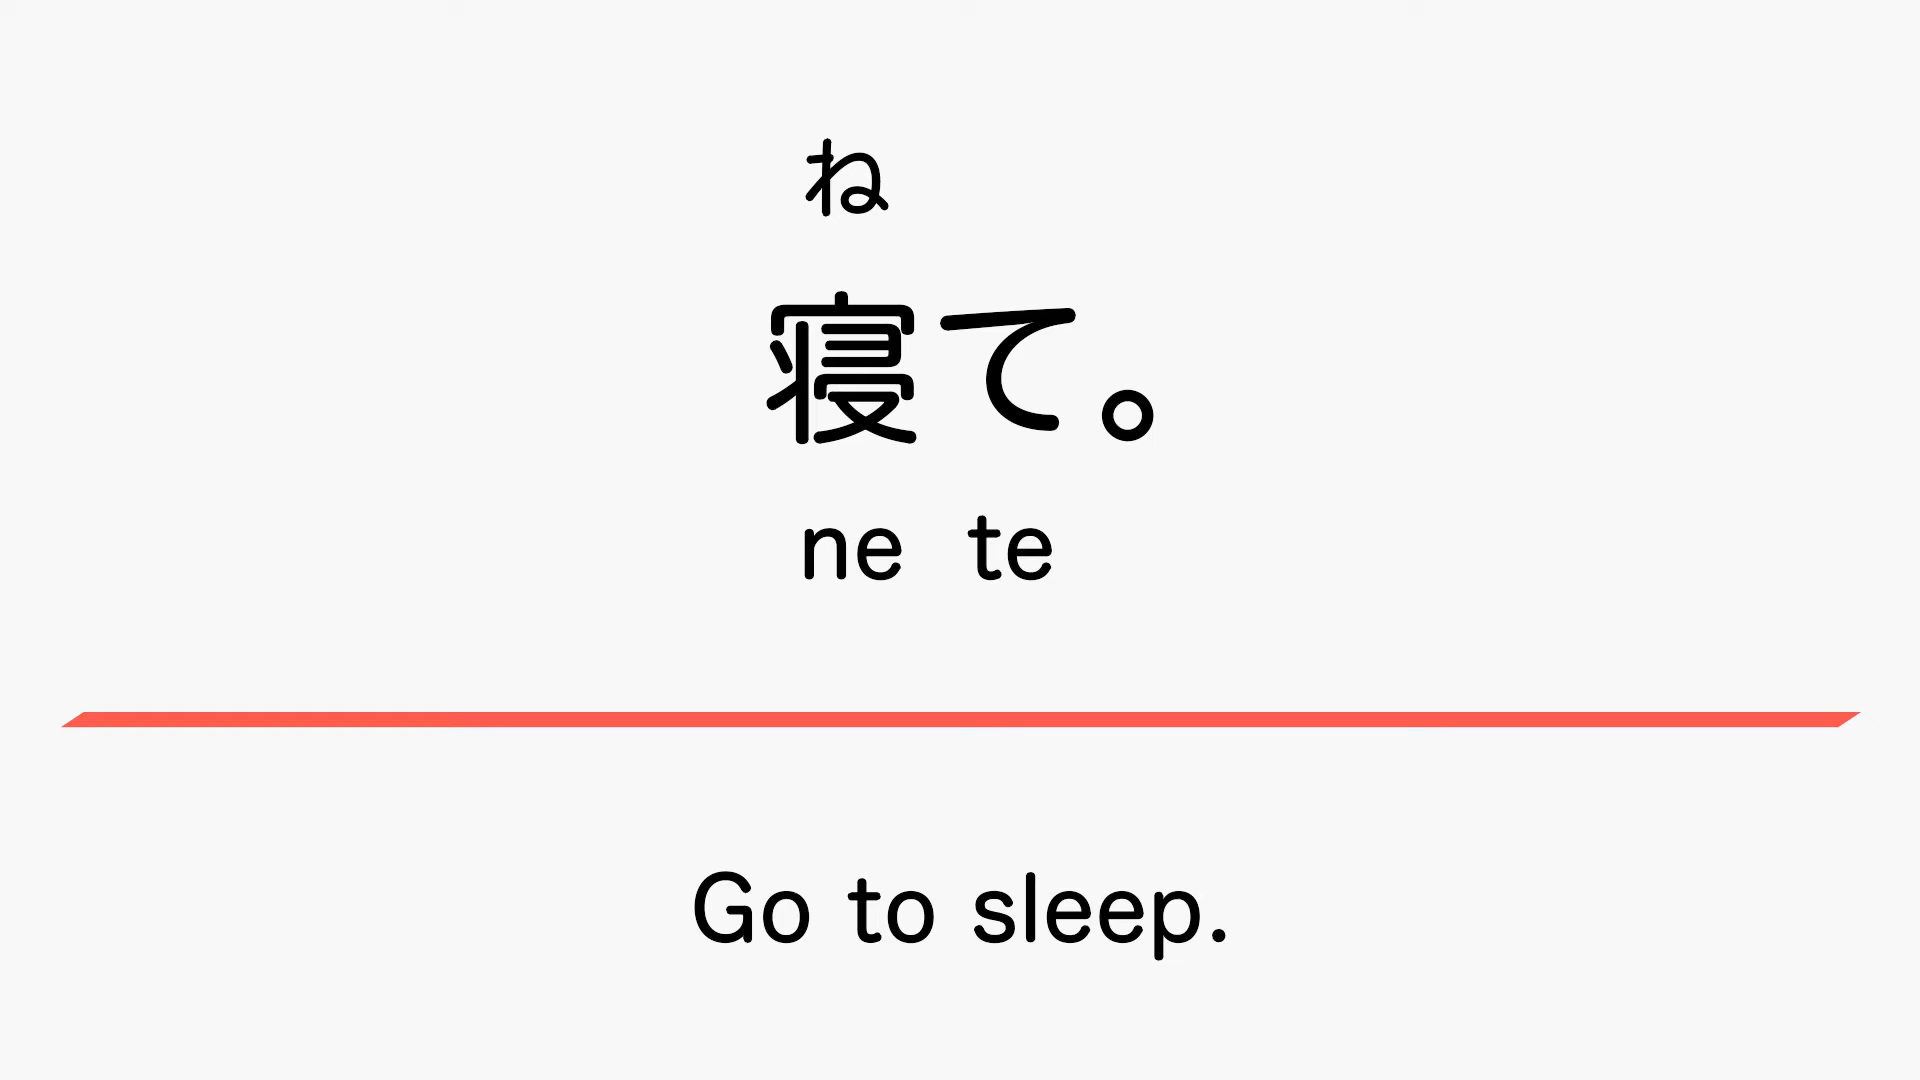 ね
寝て。
ne te
Go to sleep.